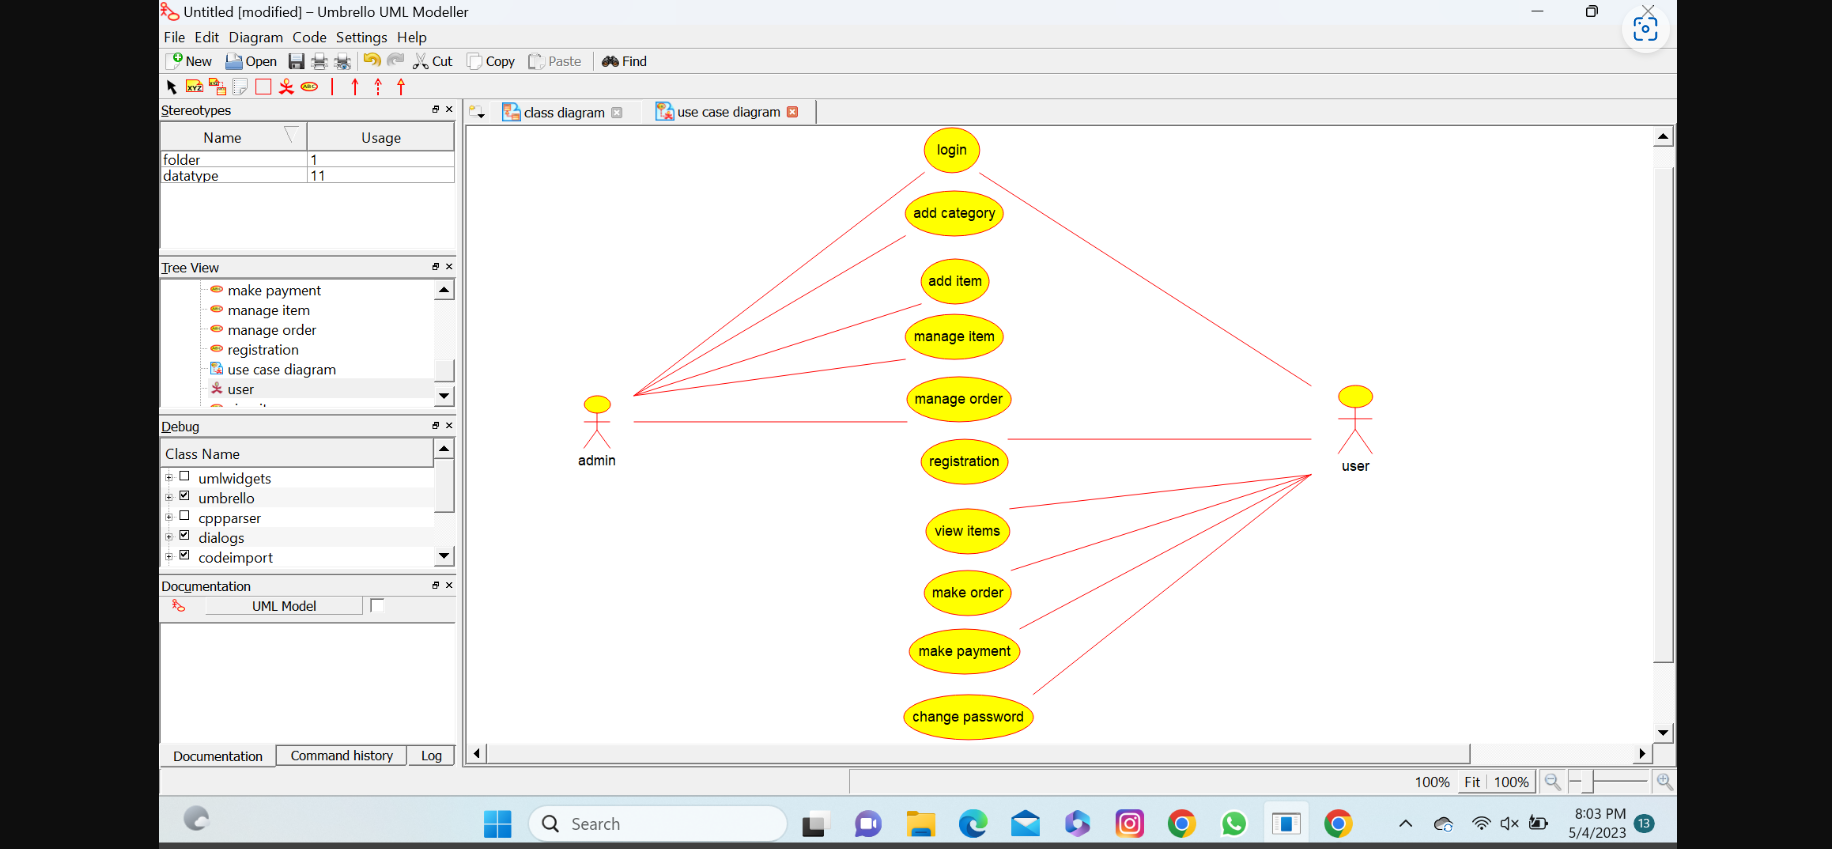 Untitled [modified] – Umbrello UML Modeller
File Edit Diagram Code Settings Help
New Open Cut Copy Paste Find
Stereotypes
Name Usage
folder 1
datatype 11
Tree View
make payment
manage item
manage order
registration
use case diagram
user
Debug
Class Name
umlwidgets
umbrello
cppparser
dialogs
codeimport
Documentation
UML Model
Documentation Command history Log
class diagram use case diagram
login
add category
add item
manage item
manage order
admin
registration
user
view items
make order
make payment
change password
100% Fit 100%
Search
8:03 PM
5/4/2023
13